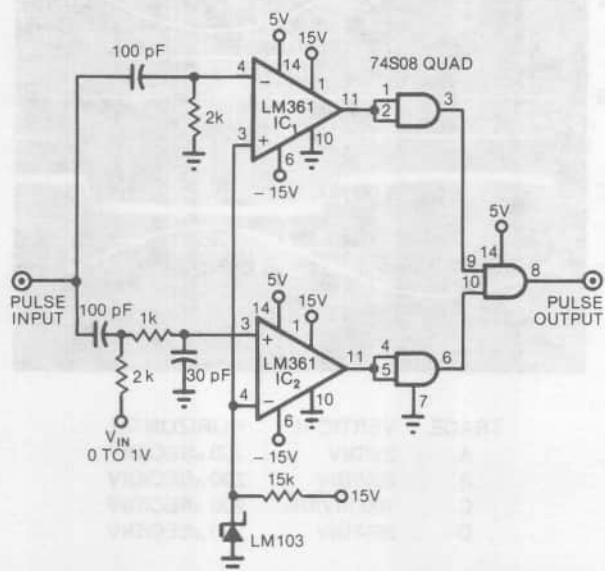 5V
15V
100 pF
74S08 QUAD
4
14
1
−
LM361
IC1
11
1
2
3
2k
3
+
10
6
− 15V
5V
14
9
10
8
PULSE
INPUT
PULSE
OUTPUT
100 pF
1k
5V
15V
14
1
3
+
LM361
IC2
11
4
5
6
2k
30 pF
4
−
10
7
6
− 15V
VIN
0 TO 1V
15k
15V
LM103